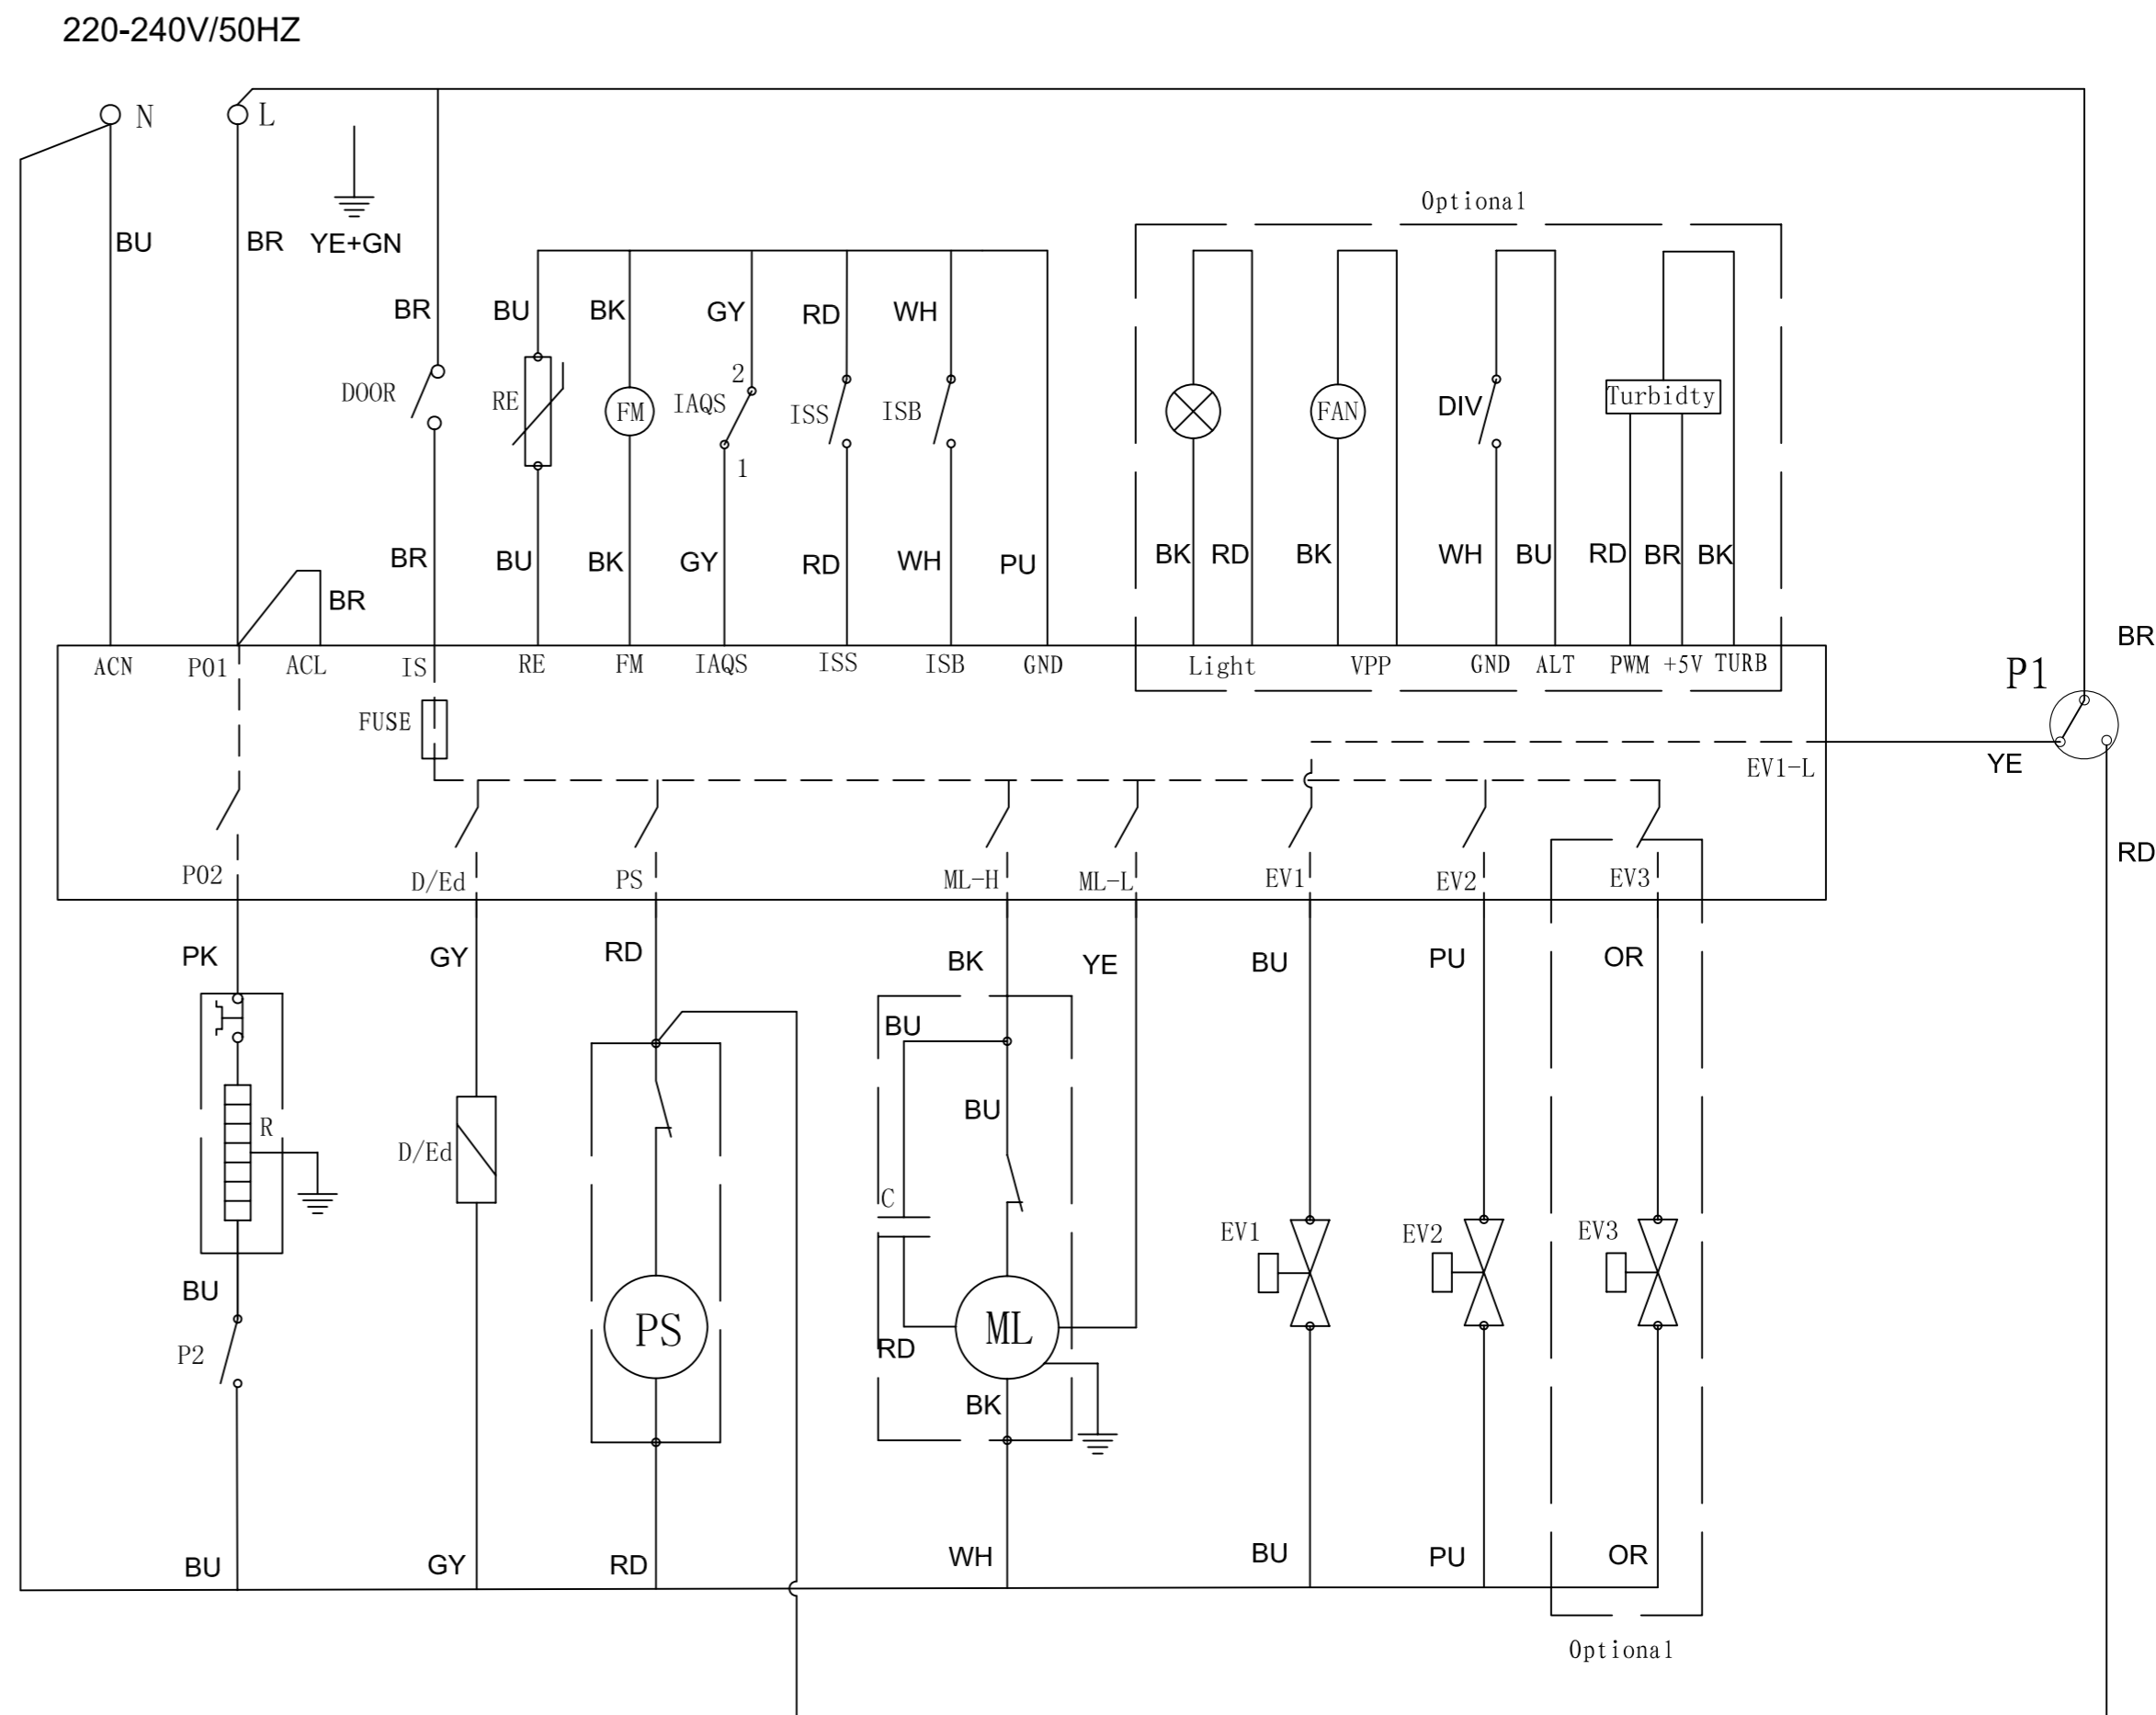 220-240V/50HZ
N L
Optional
BU BR YE+GN
BR BU BK GY RD WH
2
DOOR RE FM IAQS ISS ISB FAN DIV Turbidty
1
BR BU BK GY RD WH PU BK RD BK WH BU RD BR BK
BR
BR
ACN P01 ACL IS RE FM IAQS ISS ISB GND Light VPP GND ALT PWM +5V TURB
P1
FUSE
EV1-L YE
RD
P02 D/Ed PS ML-H ML-L EV1 EV2 EV3
PK GY RD BK YE BU PU OR
BU
BU
R
D/Ed
C
EV1 EV2 EV3
BU
PS ML
P2 RD
BK
BU GY RD WH BU PU OR
Optional